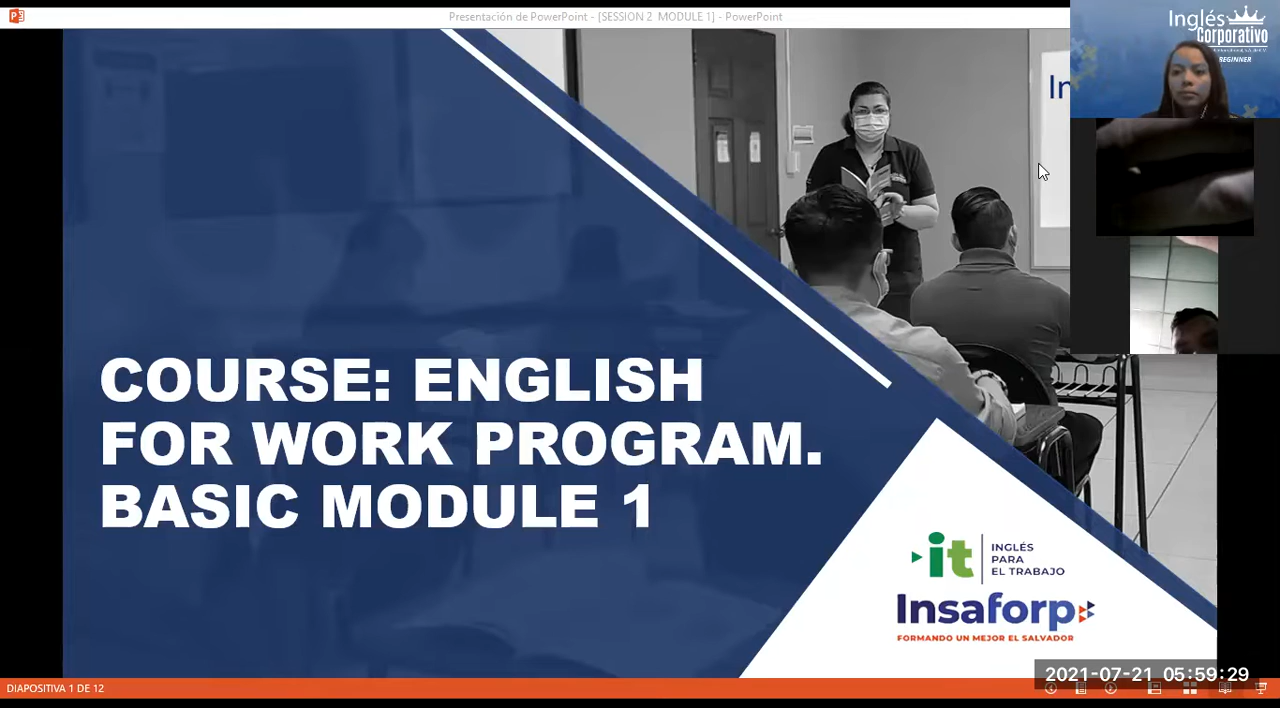 Presentación de PowerPoint - [SESSION 2 MODULE 1] - PowerPoint
Inglés
Corporativo
BEGINNER
In
COURSE: ENGLISH
FOR WORK PROGRAM.
BASIC MODULE 1
it
INGLÉS
PARA
EL TRABAJO
Insaforp
FORMANDO UN MEJOR EL SALVADOR
2021-07-21 05:59:29
DIAPOSITIVA 1 DE 12